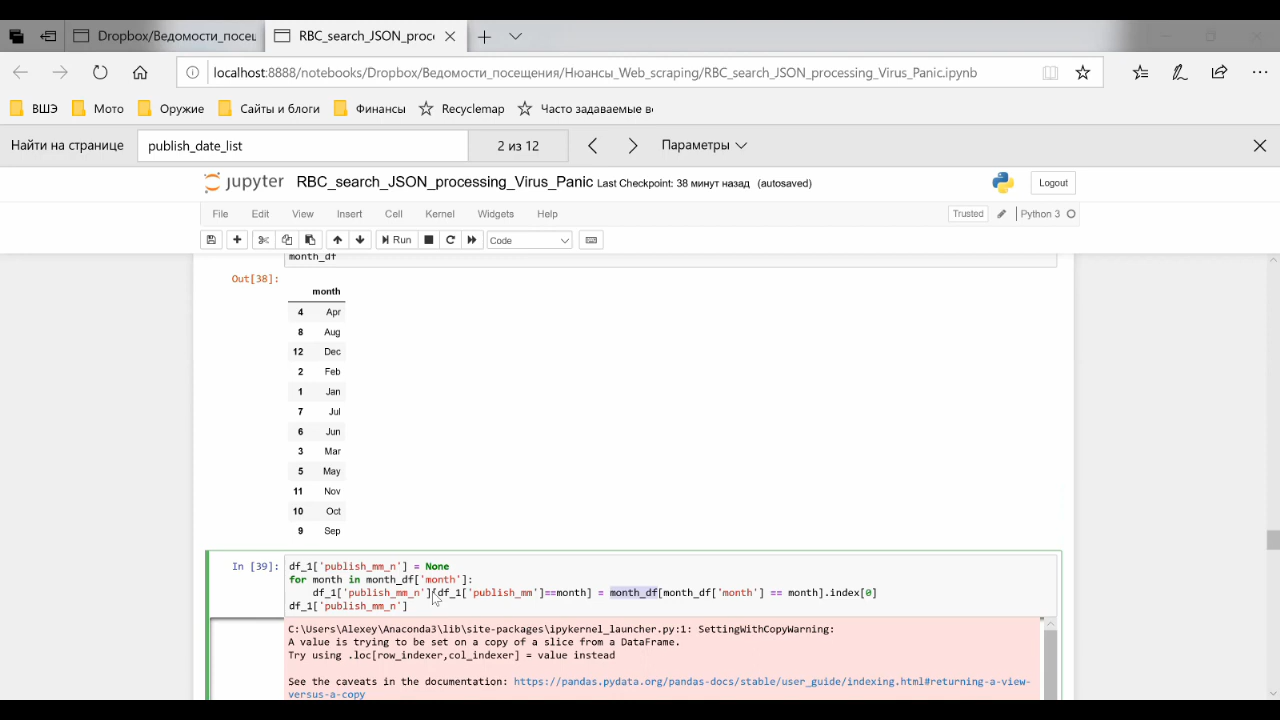 Dropbox/Ведомости_посец
RBC_search_JSON_proc
localhost:8888/notebooks/Dropbox/Ведомости_посещения/Нюансы_Web_scraping/RBC_search_JSON_processing_Virus_Panic.ipynb
ВШЭ Мото Оружие Сайты и блоги Финансы Recyclemap Часто задаваемые в
Найти на странице publish_date_list 2 из 12 Параметры
jupyter RBC_search_JSON_processing_Virus_Panic Last Checkpoint: 38 минут назад (autosaved) Logout
File Edit View Insert Cell Kernel Widgets Help Trusted Python 3
Run Code
month_df
Out[38]:
month
4 Apr
8 Aug
12 Dec
2 Feb
1 Jan
7 Jul
6 Jun
3 Mar
5 May
11 Nov
10 Oct
9 Sep
In [39]: df_1['publish_mm_n'] = None
for month in month_df['month']:
df_1['publish_mm_n'][df_1['publish_mm']==month] = month_df[month_df['month'] == month].index[0]
df_1['publish_mm_n']
C:\Users\Alexey\Anaconda3\lib\site-packages\ipykernel_launcher.py:1: SettingWithCopyWarning:
A value is trying to be set on a copy of a slice from a DataFrame.
Try using .loc[row_indexer,col_indexer] = value instead
See the caveats in the documentation: https://pandas.pydata.org/pandas-docs/stable/user_guide/indexing.html#returning-a-view-
versus-a-copy